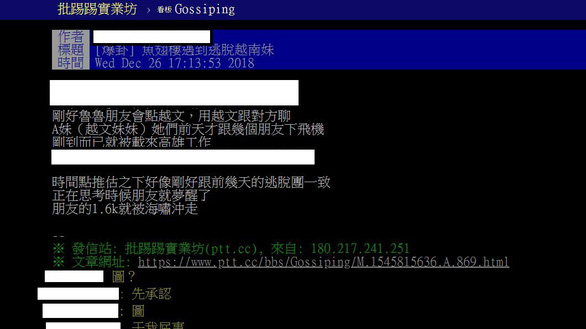 批踢踢實業坊 › 看板 Gossiping
作者
標題 [爆卦] 魚翅樓遇到逃脫越南妹
時間 Wed Dec 26 17:13:53 2018
剛好魯魯朋友會點越文，用越文跟對方聊
A妹（越文妹妹）她們前天才跟幾個朋友下飛機
剛到而已就被載來高雄工作
時間點推估之下好像剛好跟前幾天的逃脫團一致
正在思考時候朋友就夢醒了
朋友的1.6k就被海嘯沖走
--
※ 發信站: 批踢踢實業坊(ptt.cc), 來自: 180.217.241.251
※ 文章網址: https://www.ptt.cc/bbs/Gossiping/M.1545815636.A.869.html
圖？
: 先承認
: 圖
: 干我屁事